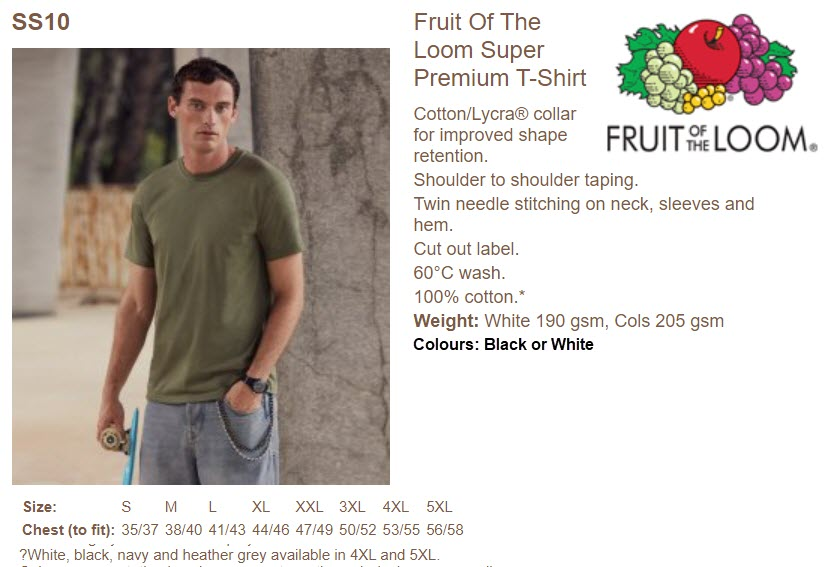 SS10
Fruit Of The
Loom Super
Premium T-Shirt
FRUIT OF THE LOOM®
Cotton/Lycra® collar
for improved shape
retention.
Shoulder to shoulder taping.
Twin needle stitching on neck, sleeves and
hem.
Cut out label.
60°C wash.
100% cotton.*
Weight: White 190 gsm, Cols 205 gsm
Colours: Black or White
Size: S M L XL XXL 3XL 4XL 5XL
Chest (to fit): 35/37 38/40 41/43 44/46 47/49 50/52 53/55 56/58
?White, black, navy and heather grey available in 4XL and 5XL.